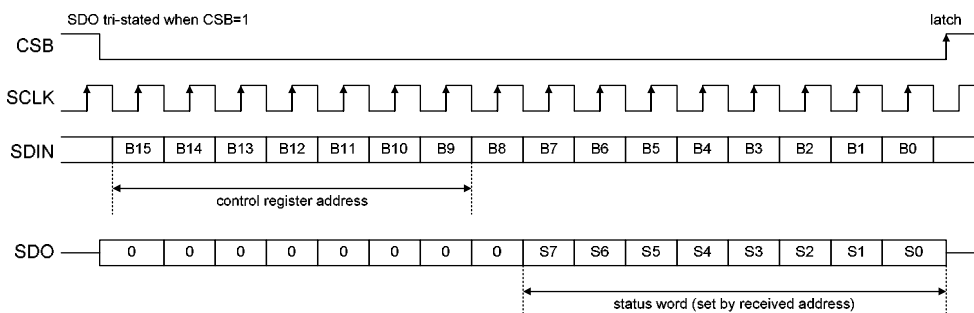 SDO tri-stated when CSB=1 latch
CSB
SCLK
SDIN B15 B14 B13 B12 B11 B10 B9 B8 B7 B6 B5 B4 B3 B2 B1 B0
control register address
SDO 0 0 0 0 0 0 0 0 S7 S6 S5 S4 S3 S2 S1 S0
status word (set by received address)